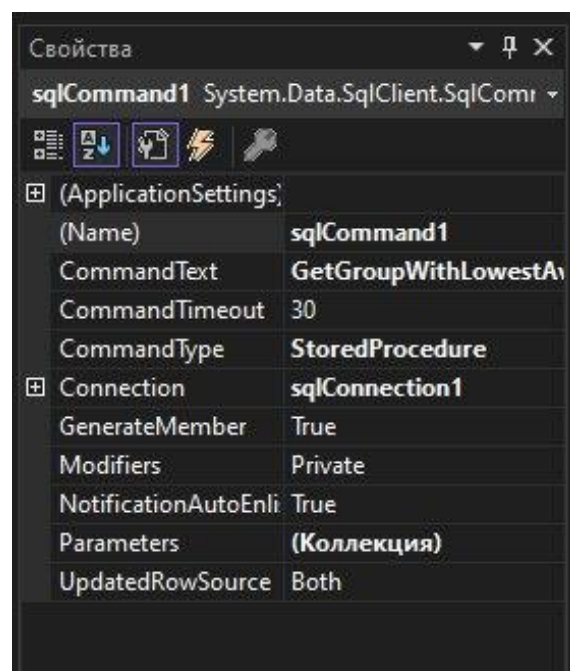 Свойства
sqlCommand1 System.Data.SqlClient.SqlComm
(ApplicationSettings)
(Name) sqlCommand1
CommandText GetGroupWithLowestAv
CommandTimeout 30
CommandType StoredProcedure
Connection sqlConnection1
GenerateMember True
Modifiers Private
NotificationAutoEnli True
Parameters (Коллекция)
UpdatedRowSource Both